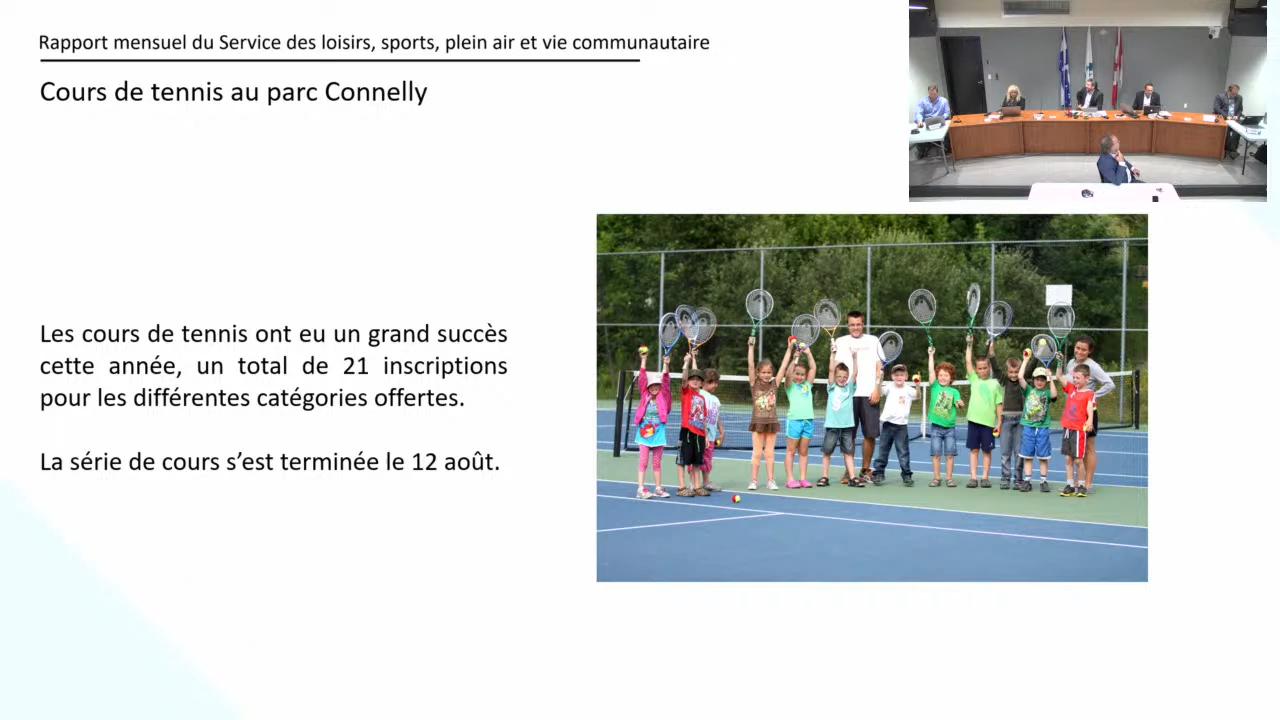 Rapport mensuel du Service des loisirs, sports, plein air et vie communautaire
Cours de tennis au parc Connelly
Les cours de tennis ont eu un grand succès
cette année, un total de 21 inscriptions
pour les différentes catégories offertes.
La série de cours s’est terminée le 12 août.